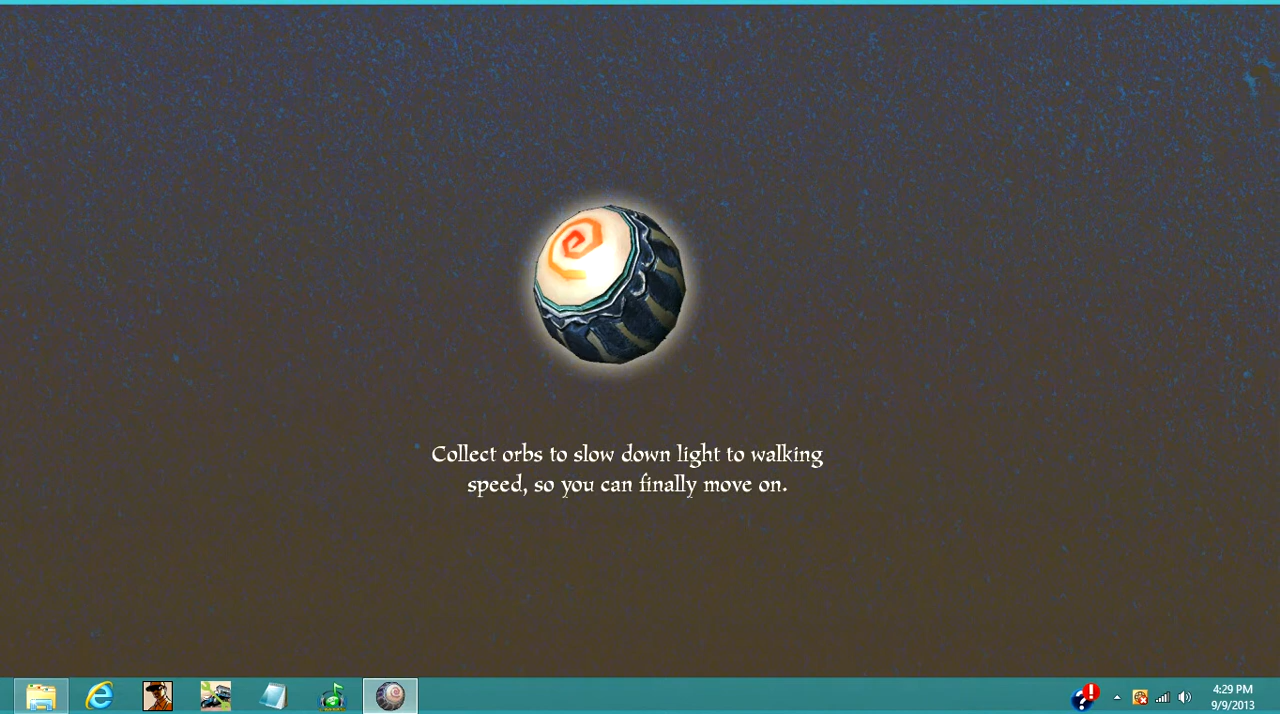 Collect orbs to slow down light to walking
speed, so you can finally move on.
4:29 PM
9/9/2013